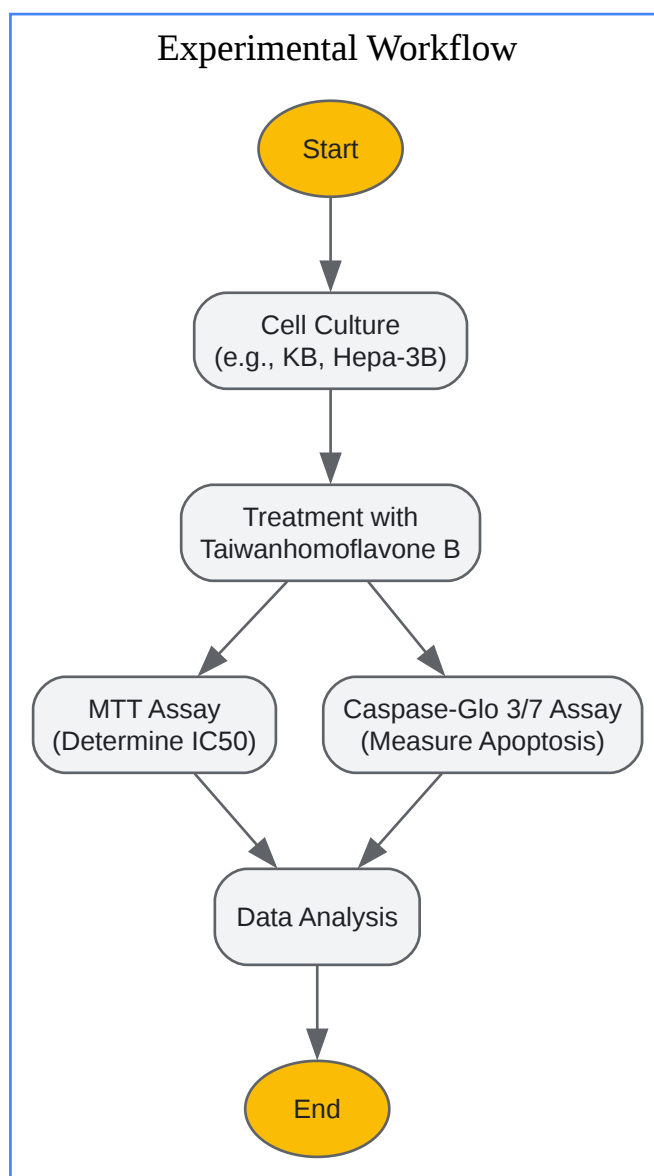 Experimental Workflow
Start
Cell Culture
(e.g., KB, Hepa-3B)
Treatment with
Taiwanhomoflavone B
MTT Assay
(Determine IC50)
Caspase-Glo 3/7 Assay
(Measure Apoptosis)
Data Analysis
End